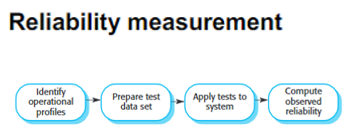 Reliability measurement
Identify
operational
profiles
Prepare test
data set
Apply tests to
system
Compute
observed
reliability